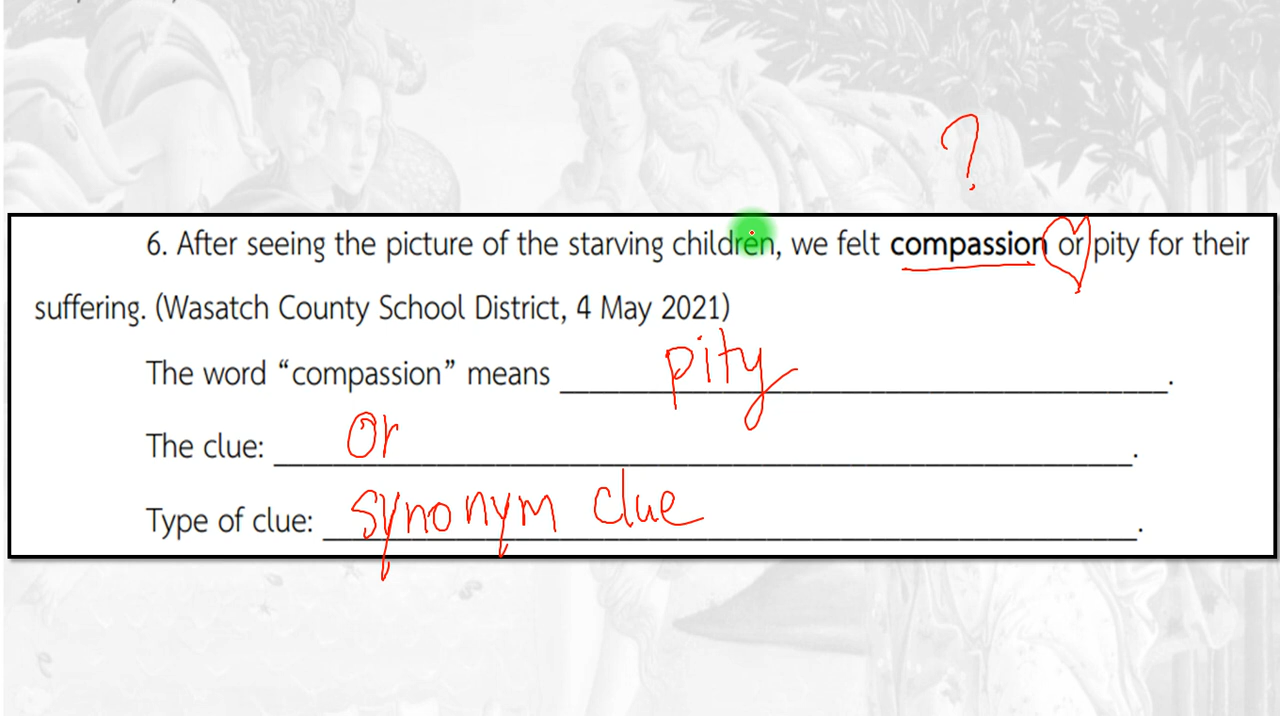 ?
6. After seeing the picture of the starving children, we felt compassion or pity for their
suffering. (Wasatch County School District, 4 May 2021)
The word “compassion” means pity.
The clue: or.
Type of clue: synonym clue.